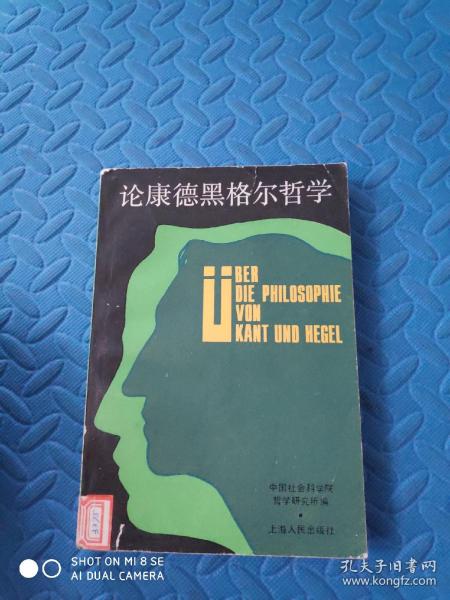 论康德黑格尔哲学
ÜBER
DIE PHILOSOPHIE
VON
KANT UND HEGEL
中国社会科学院
哲学研究所编
上海人民出版社
SHOT ON MI 8 SE
AI DUAL CAMERA
孔夫子旧书网
www.kongfz.com